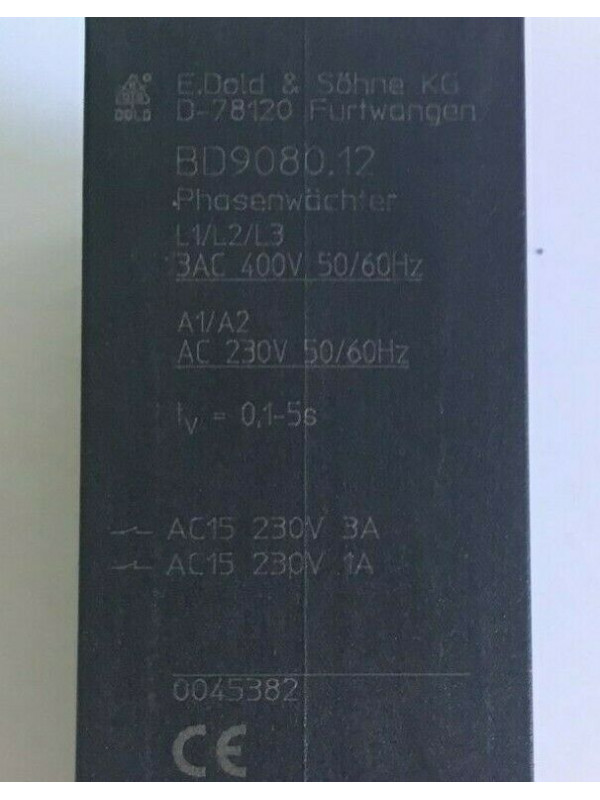 E.Dold & Söhne KG
DOLD D-78120 Furtwangen
BD9080.12
Phasenwächter
L1/L2/L3
3AC 400V 50/60Hz
A1/A2
AC 230V 50/60Hz
tv = 0,1-5s
AC15 230V 3A
AC15 230V 1A
0045382
CE